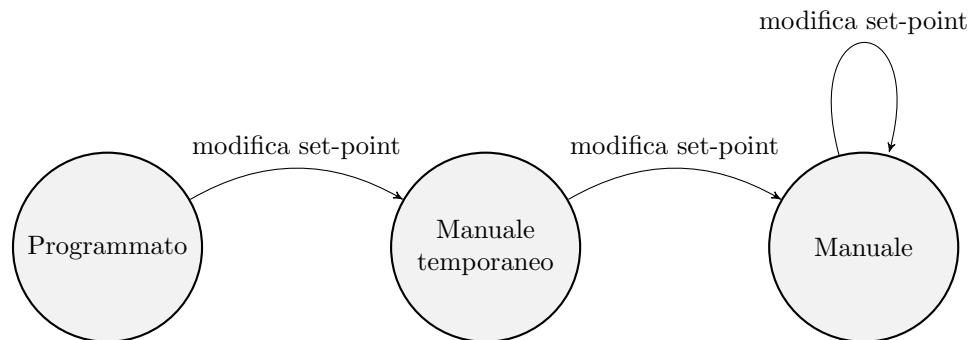 modifica set-point
modifica set-point
modifica set-point
Programmato
Manuale
temporaneo
Manuale